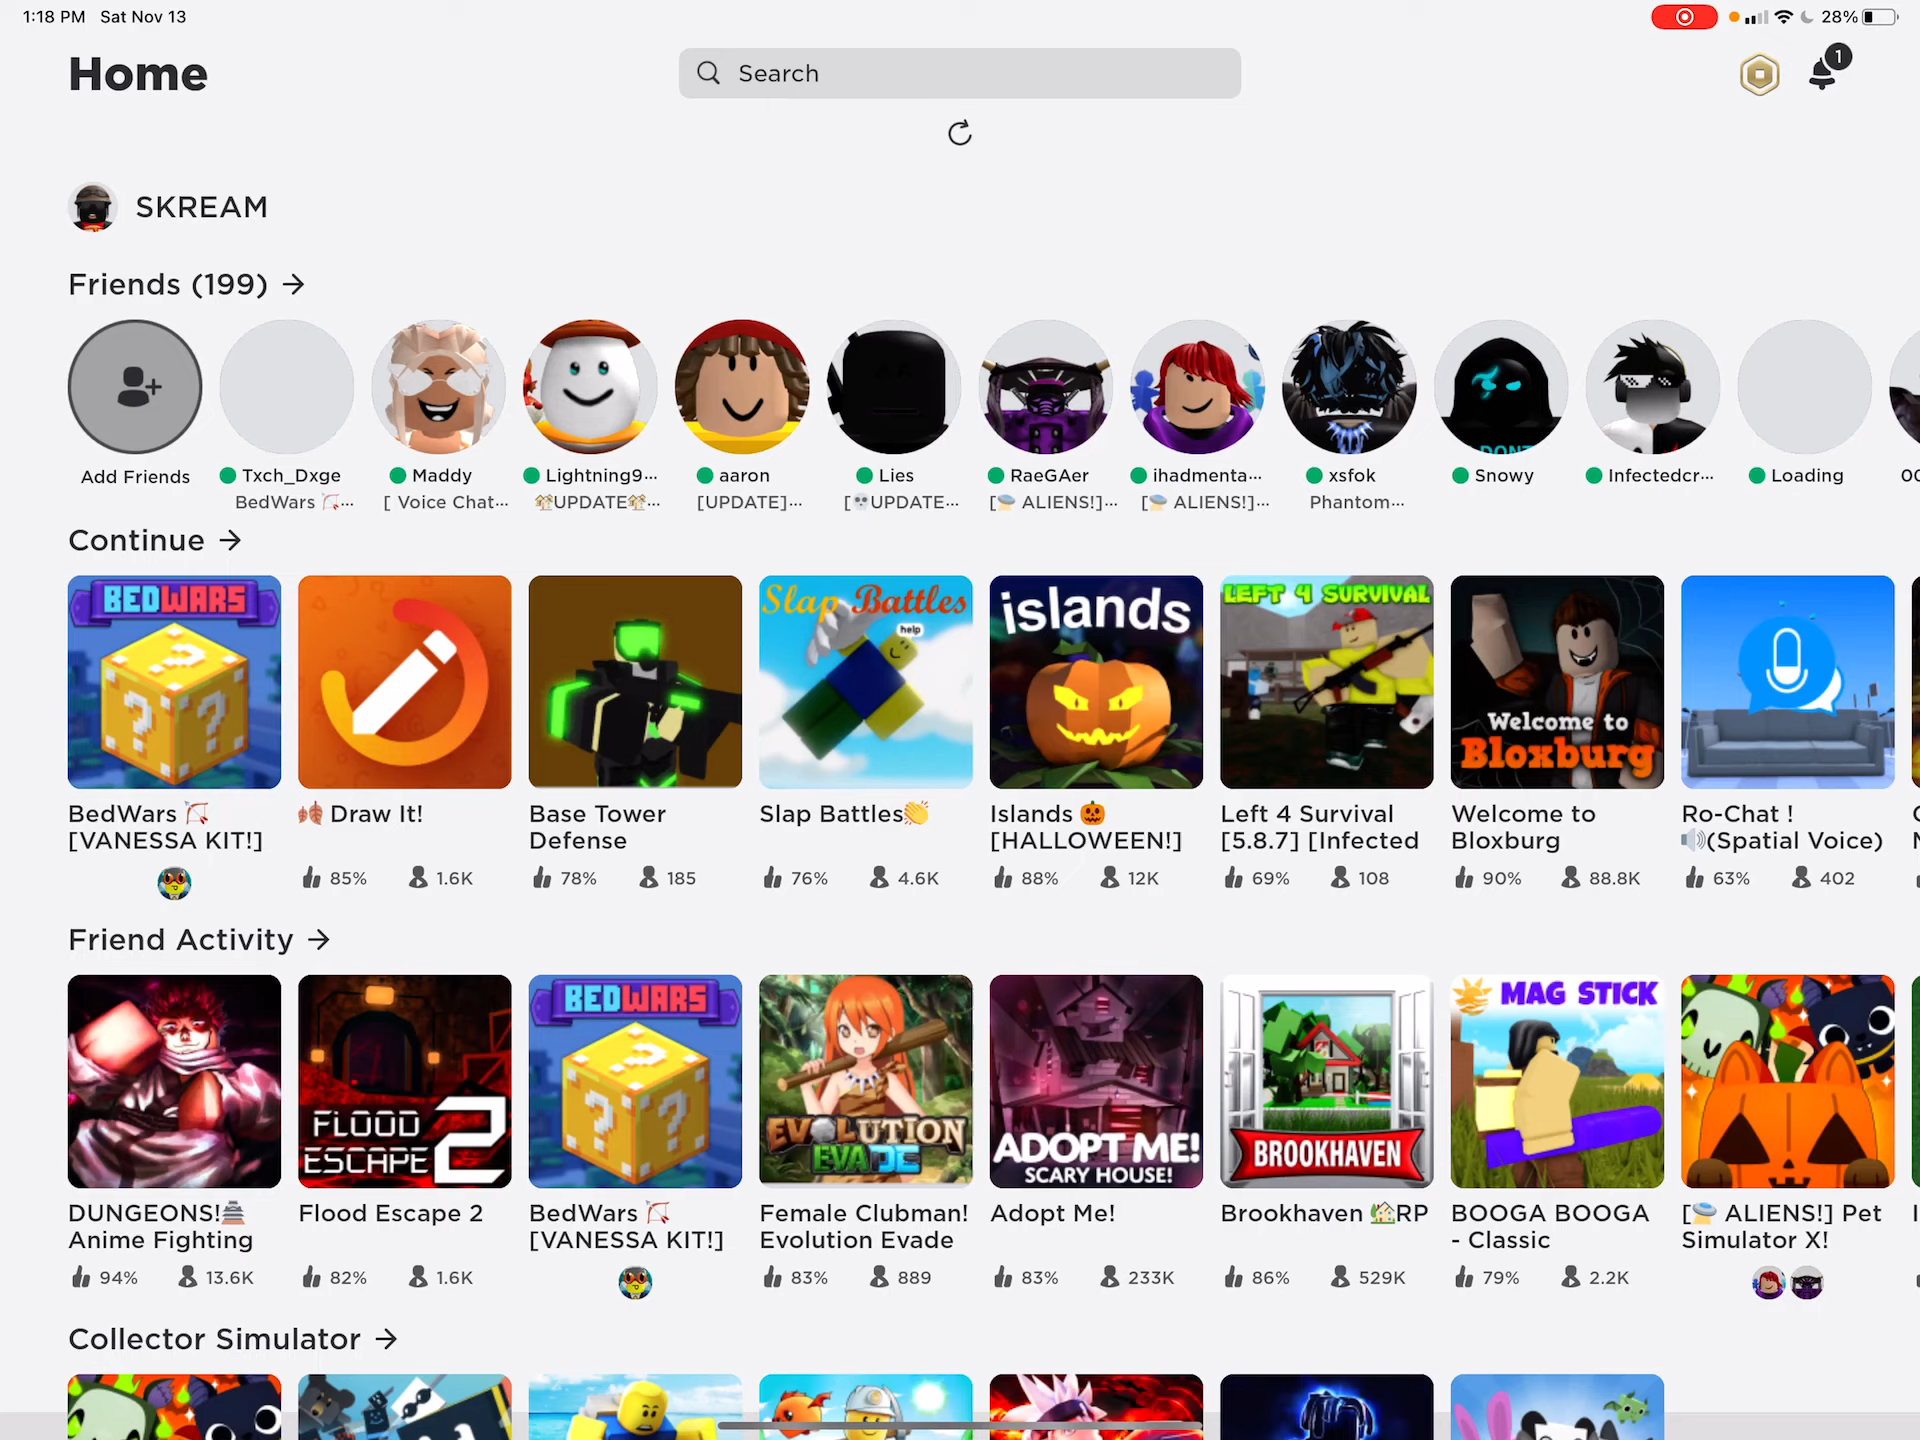 1:18 PM Sat Nov 13
28%
Home
Search
1
SKREAM
Friends (199) →
Add Friends
Txch_Dxge
Maddy
Lightning9...
aaron
Lies
RaeGAer
ihadmenta...
xsfok
Snowy
Infectedcr...
Loading
BedWars 🏹...
[ Voice Chat...
🏘️UPDATE🏘️...
[UPDATE]...
[💀UPDATE...
[🛸 ALIENS!]...
[🛸 ALIENS!]...
Phantom...
DONT
Continue →
BEDWARS
Slap Battles
help
islands
LEFT 4 SURVIVAL
Welcome to
Bloxburg
BedWars 🏹
[VANESSA KIT!]
🍂 Draw It!
85% 1.6K
Base Tower
Defense
78% 185
Slap Battles👏
76% 4.6K
Islands 🎃
[HALLOWEEN!]
88% 12K
Left 4 Survival
[5.8.7] [Infected
69% 108
Welcome to
Bloxburg
90% 88.8K
Ro-Chat !
🔊(Spatial Voice)
63% 402
Friend Activity →
FLOOD
ESCAPE 2
BEDWARS
EVOLUTION
EVADE
ADOPT ME!
SCARY HOUSE!
BROOKHAVEN
MAG STICK
DUNGEONS!🏯
Anime Fighting
94% 13.6K
Flood Escape 2
82% 1.6K
BedWars 🏹
[VANESSA KIT!]
Female Clubman!
Evolution Evade
83% 889
Adopt Me!
83% 233K
Brookhaven 🏡RP
86% 529K
BOOGA BOOGA
- Classic
79% 2.2K
[🛸 ALIENS!] Pet
Simulator X!
Collector Simulator →